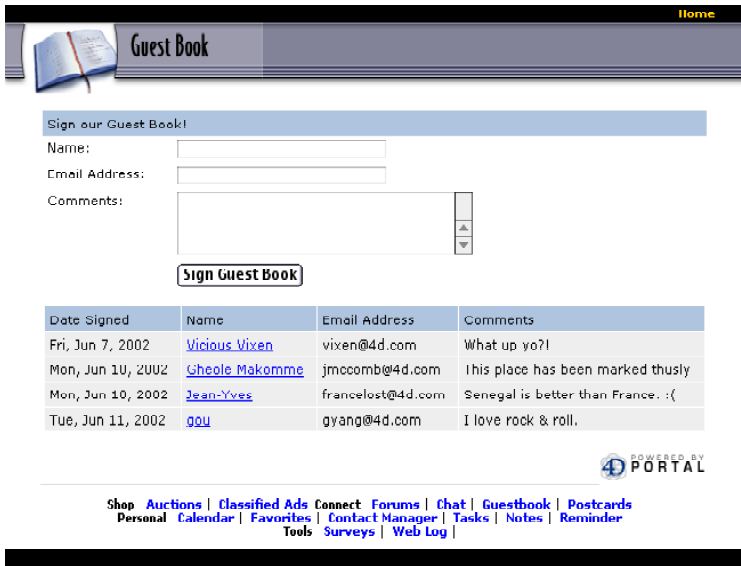 Home
Guest Book
Sign our Guest Book!
Name:
Email Address:
Comments:
Sign Guest Book
Date Signed Name Email Address Comments
Fri, Jun 7, 2002 Vicious Vixen vixen@4d.com What up yo?!
Mon, Jun 10, 2002 Gheole Makomme jmccomb@4d.com This place has been marked thusly
Mon, Jun 10, 2002 Jean-Yves francelost@4d.com Senegal is better than France. :(
Tue, Jun 11, 2002 gou gyang@4d.com I love rock & roll.
4D POWERED BY
PORTAL
Shop Auctions | Classified Ads Connect Forums | Chat | Guestbook | Postcards
Personal Calendar | Favorites | Contact Manager | Tasks | Notes | Reminder
Tools Surveys | Web Log |